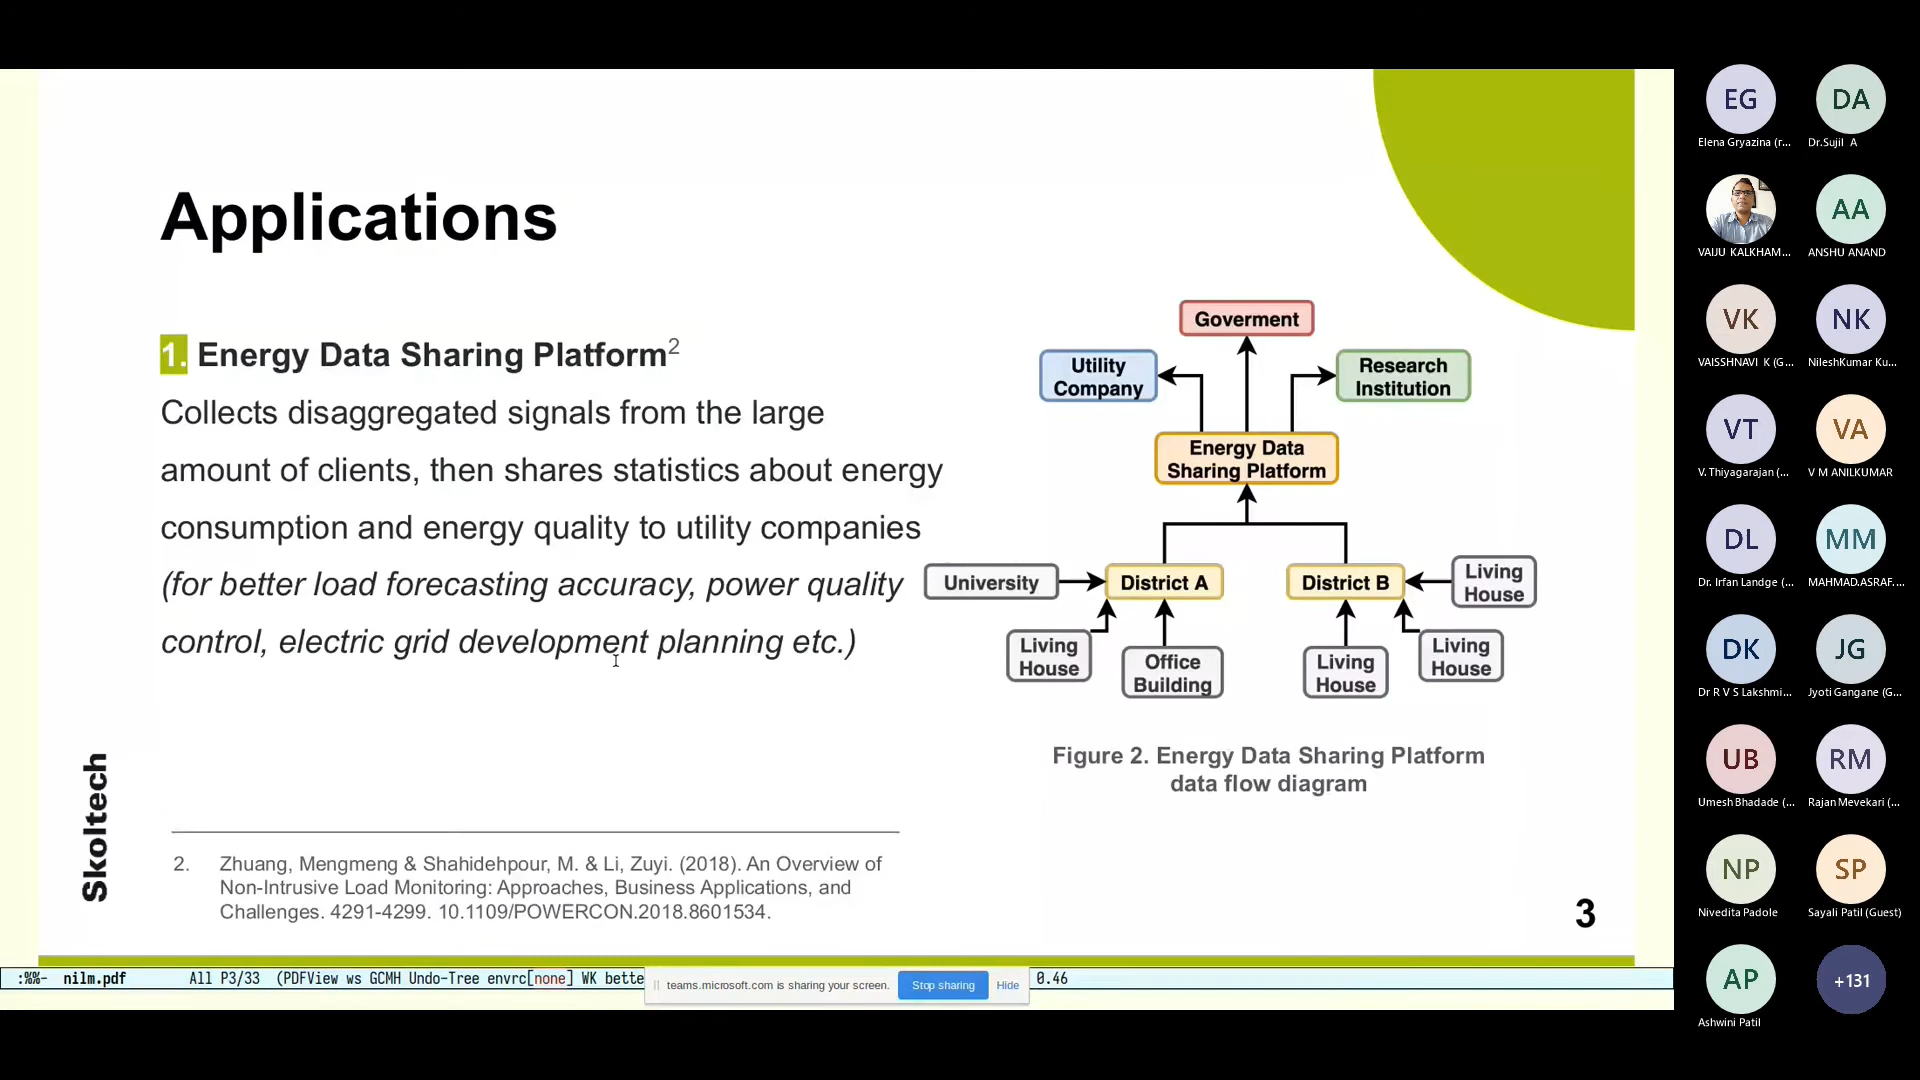 Applications
1. Energy Data Sharing Platform2
Collects disaggregated signals from the large
amount of clients, then shares statistics about energy
consumption and energy quality to utility companies
(for better load forecasting accuracy, power quality
control, electric grid development planning etc.)
Goverment
Utility
Company
Research
Institution
Energy Data
Sharing Platform
University
District A
District B
Living
House
Living
House
Office
Building
Living
House
Living
House
Figure 2. Energy Data Sharing Platform
data flow diagram
Skoltech
2. Zhuang, Mengmeng & Shahidehpour, M. & Li, Zuyi. (2018). An Overview of
Non-Intrusive Load Monitoring: Approaches, Business Applications, and
Challenges. 4291-4299. 10.1109/POWERCON.2018.8601534.
3
:%%- nilm.pdf All P3/33 (PDFView ws GCMH Undo-Tree envrc[none] WK bette
teams.microsoft.com is sharing your screen. Stop sharing Hide
0.46
EG
Elena Gryazina (r...
DA
Dr.Sujil A
VAIJU KALKHAM...
AA
ANSHU ANAND
VK
VAISSHNAVI K (G...
NK
NileshKumar Ku...
VT
V. Thiyagarajan (...
VA
V M ANILKUMAR
DL
Dr. Irfan Landge (...
MM
MAHMAD.ASRAF....
DK
Dr R V S Lakshmi...
JG
Jyoti Gangane (G...
UB
Umesh Bhadade (...
RM
Rajan Mevekari (...
NP
Nivedita Padole
SP
Sayali Patil (Guest)
AP
Ashwini Patil
+131